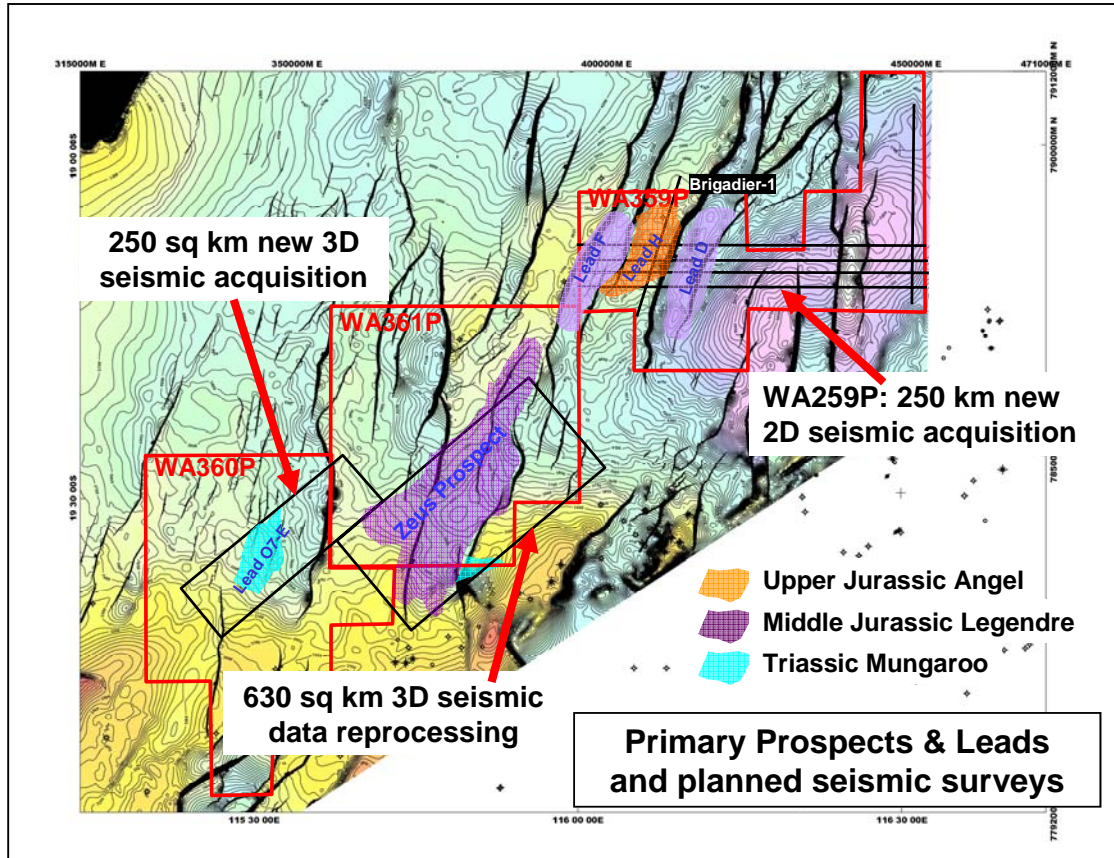 315000M E
350000M E
400000M E
450000M E
471000M E
7912000M N
19 00 00S
7900000M N
Brigadier-1
WA359P
250 sq km new 3D
seismic acquisition
Lead F
Lead H
Lead D
WA361P
WA259P: 250 km new
2D seismic acquisition
Zeus Prospect
WA360P
19 30 00S
78500
Lead O7-E
Upper Jurassic Angel
Middle Jurassic Legendre
Triassic Mungaroo
630 sq km 3D seismic
data reprocessing
Primary Prospects & Leads
and planned seismic surveys
115 30 00E
116 00 00E
116 30 00E
77920